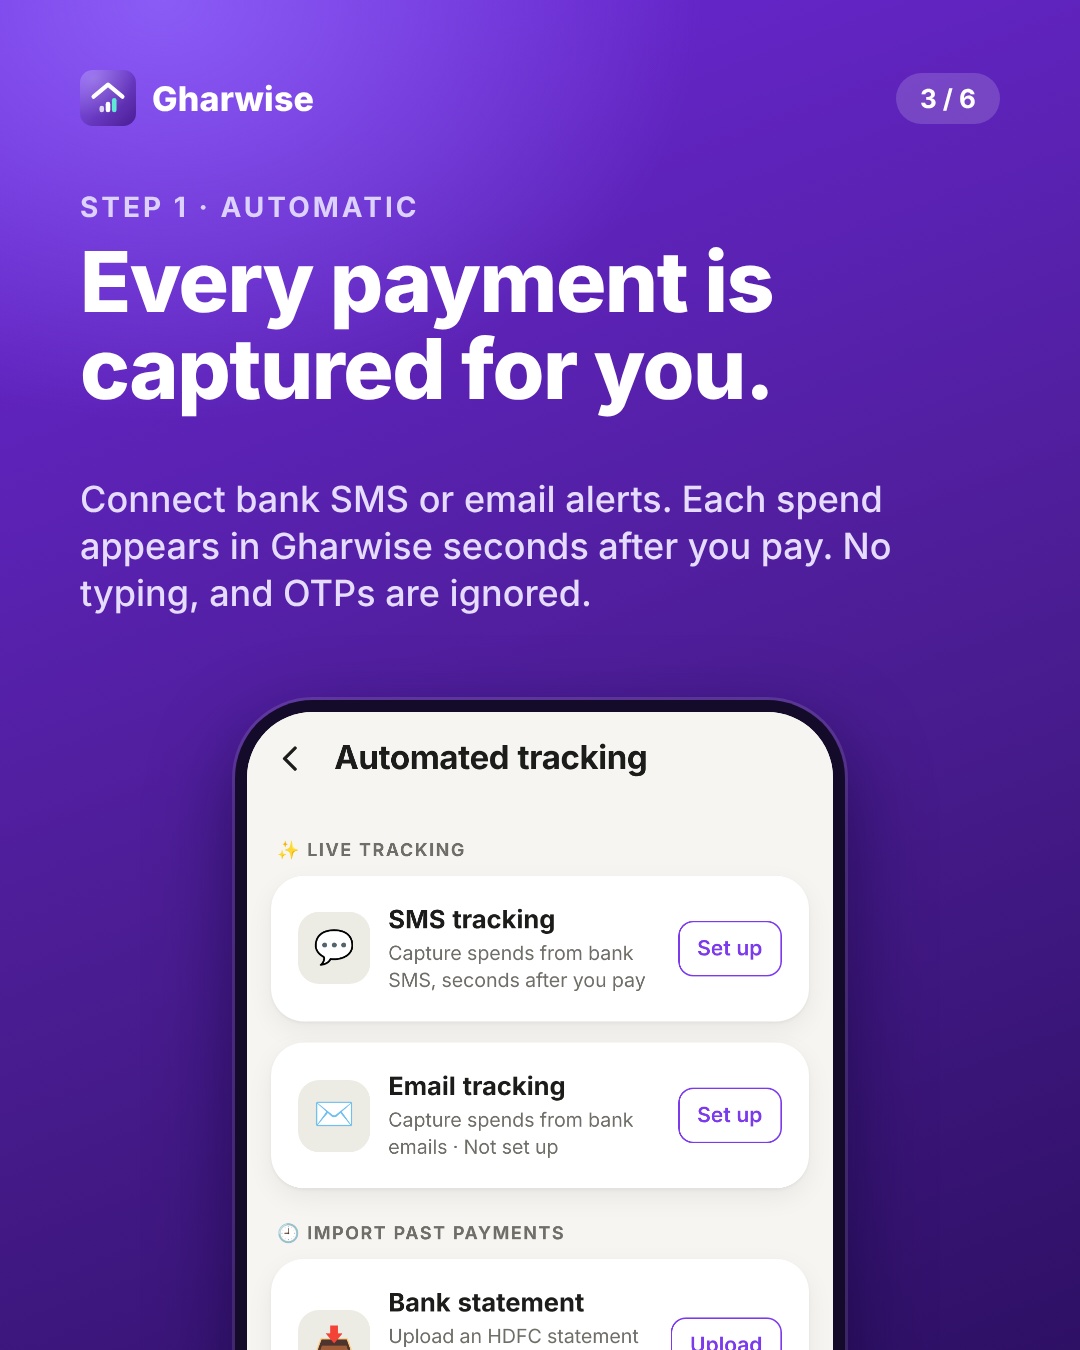 Gharwise
3 / 6
STEP 1 · AUTOMATIC
Every payment is
captured for you.
Connect bank SMS or email alerts. Each spend
appears in Gharwise seconds after you pay. No
typing, and OTPs are ignored.
Automated tracking
✨ LIVE TRACKING
SMS tracking
Capture spends from bank
SMS, seconds after you pay
Set up
Email tracking
Capture spends from bank
emails · Not set up
Set up
🕘 IMPORT PAST PAYMENTS
Bank statement
Upload an HDFC statement
Upload